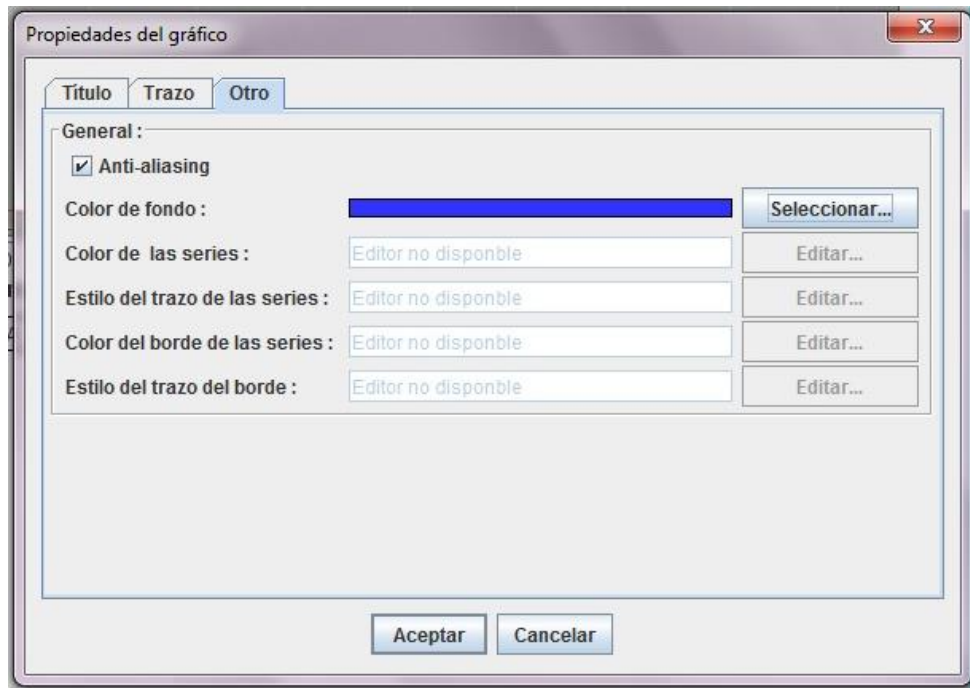 Propiedades del gráfico
Título Trazo Otro
General :
Anti-aliasing
Color de fondo : Seleccionar...
Color de las series : Editor no disponble Editar...
Estilo del trazo de las series : Editor no disponble Editar...
Color del borde de las series : Editor no disponble Editar...
Estilo del trazo del borde : Editor no disponble Editar...
Aceptar Cancelar